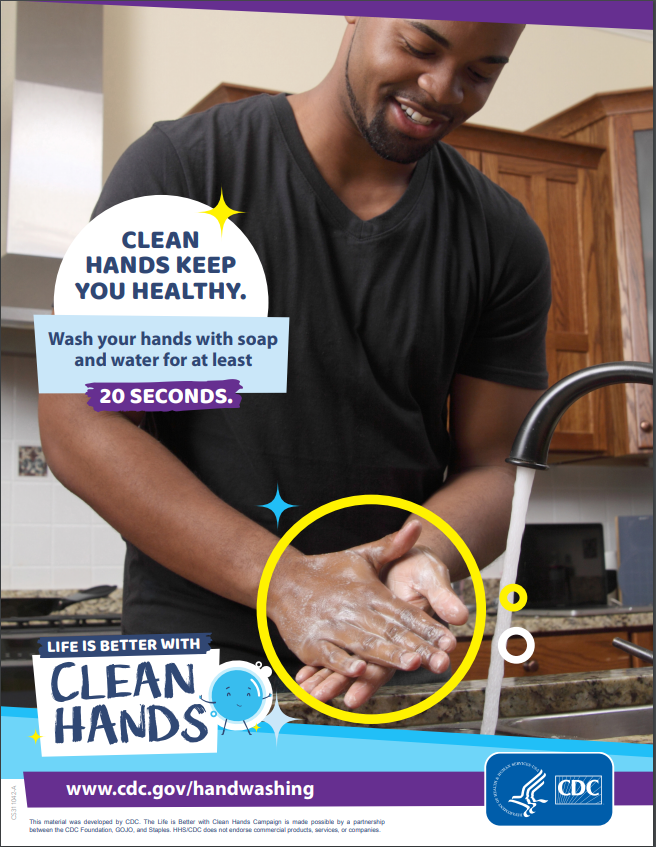 CLEAN
HANDS KEEP
YOU HEALTHY.
Wash your hands with soap
and water for at least
20 SECONDS.
LIFE IS BETTER WITH
CLEAN
HANDS
www.cdc.gov/handwashing
CDC
This material was developed by CDC. The Life is Better with Clean Hands Campaign is made possible by a partnership
between the CDC Foundation, GOJO, and Staples. HHS/CDC does not endorse commercial products, services, or companies.